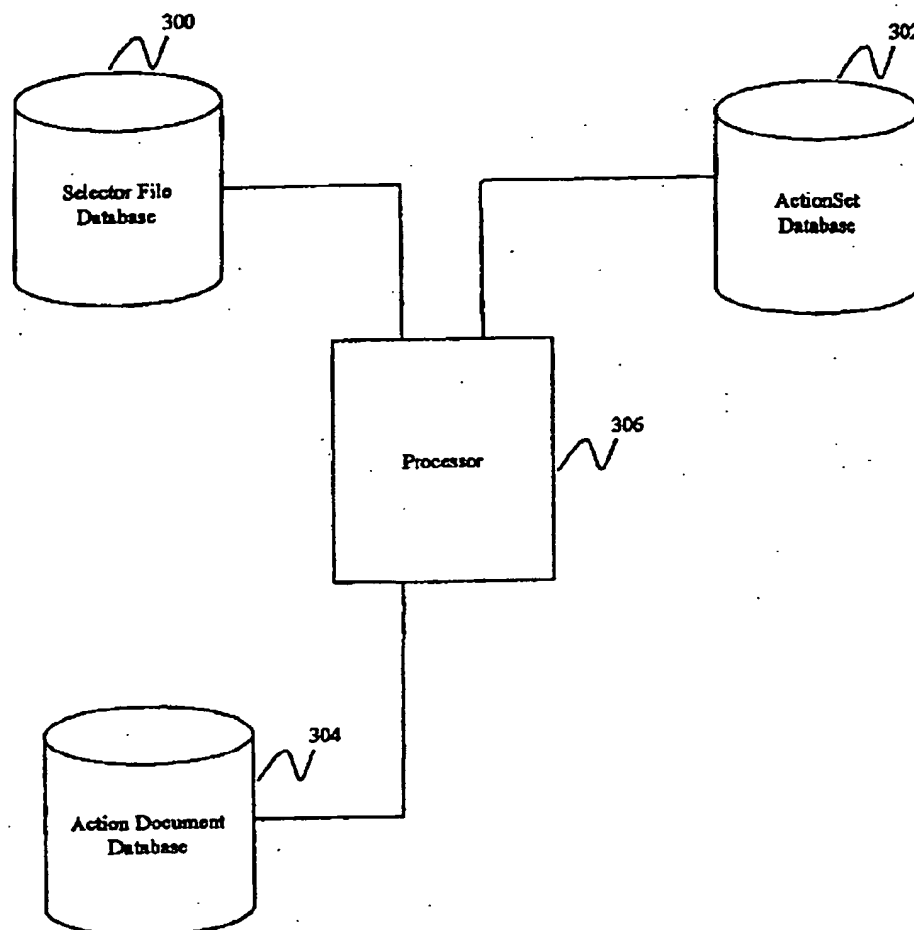 300
302
Selector File
Database
ActionSet
Database
306
Processor
304
Action Document
Database